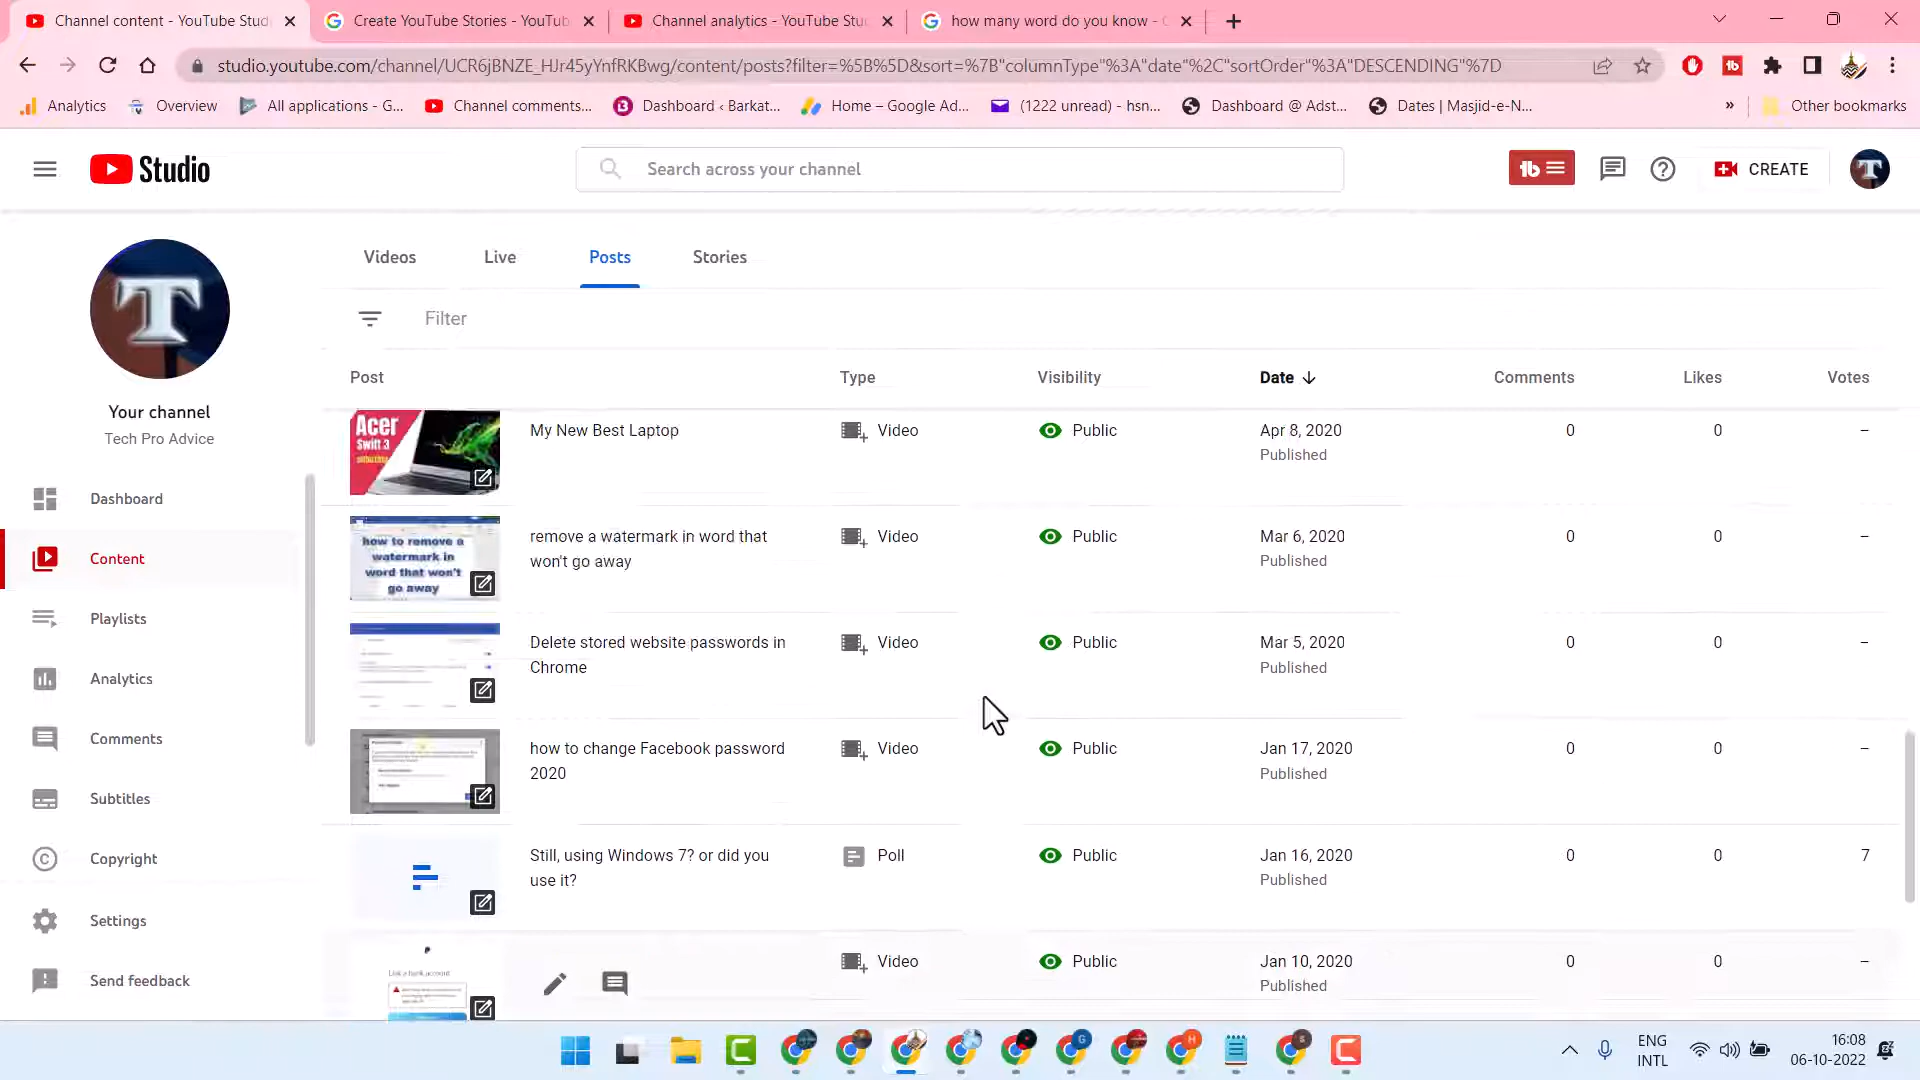 Channel content - YouTube Stud
Create YouTube Stories - YouTub
Channel analytics - YouTube Stud
how many word do you know -
studio.youtube.com/channel/UCR6jBNZE_HJr45yYnfRKBwg/content/posts?filter=%5B%5D&sort=%7B"columnType"%3A"date"%2C"sortOrder"%3A"DESCENDING"%7D
Analytics
Overview
All applications - G...
Channel comments...
Dashboard ‹ Barkat...
Home – Google Ad...
(1222 unread) - hsn...
Dashboard @ Adst...
Dates | Masjid-e-N...
»
Other bookmarks
Studio
Search across your channel
CREATE
T
Your channel
Tech Pro Advice
Dashboard
Content
Playlists
Analytics
Comments
Subtitles
Copyright
Settings
Send feedback
Videos
Live
Posts
Stories
Filter
Post
Type
Visibility
Date
Comments
Likes
Votes
Acer
Swift 3
My New Best Laptop
Video
Public
Apr 8, 2020
Published
0
0
–
how to remove a
watermark in
word that won't
go away
remove a watermark in word that
won't go away
Video
Public
Mar 6, 2020
Published
0
0
–
Delete stored website passwords in
Chrome
Video
Public
Mar 5, 2020
Published
0
0
–
how to change Facebook password
2020
Video
Public
Jan 17, 2020
Published
0
0
–
Still, using Windows 7? or did you
use it?
Poll
Public
Jan 16, 2020
Published
0
0
7
Link a bank account
Video
Public
Jan 10, 2020
Published
0
0
–
ENG
INTL
16:08
06-10-2022